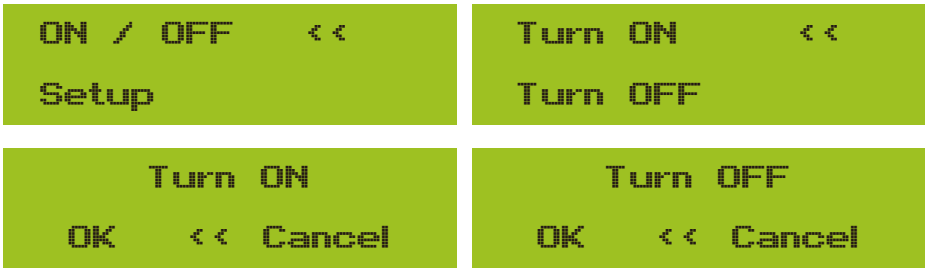 ON / OFF <<
Setup
Turn ON <<
Turn OFF
Turn ON
OK << Cancel
Turn OFF
OK << Cancel